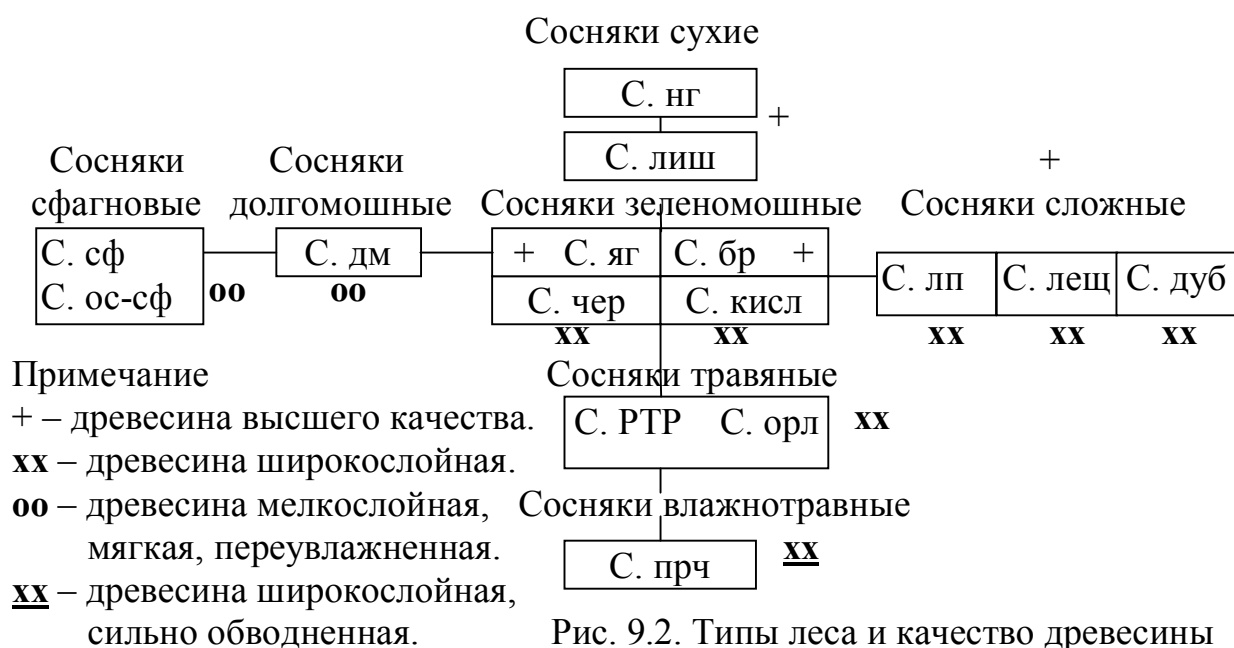 Сосняки сухие
С. нг
+
С. лиш
Сосняки
сфагновые
Сосняки
долгомошные
Сосняки зеленомошные
+
Сосняки сложные
С. сф
С. ос-сф
оо
С. дм
оо
+ С. яг
С. бр +
С. чер
С. кисл
хх
хх
С. лп
С. лещ
С. дуб
хх
хх
хх
Примечание
+ – древесина высшего качества.
хх – древесина широкослойная.
оо – древесина мелкослойная,
мягкая, переувлажненная.
хх – древесина широкослойная,
сильно обводненная.
Сосняки травяные
С. РТР С. орл
хх
Сосняки влажнотравные
С. прч
хх
Рис. 9.2. Типы леса и качество древесины